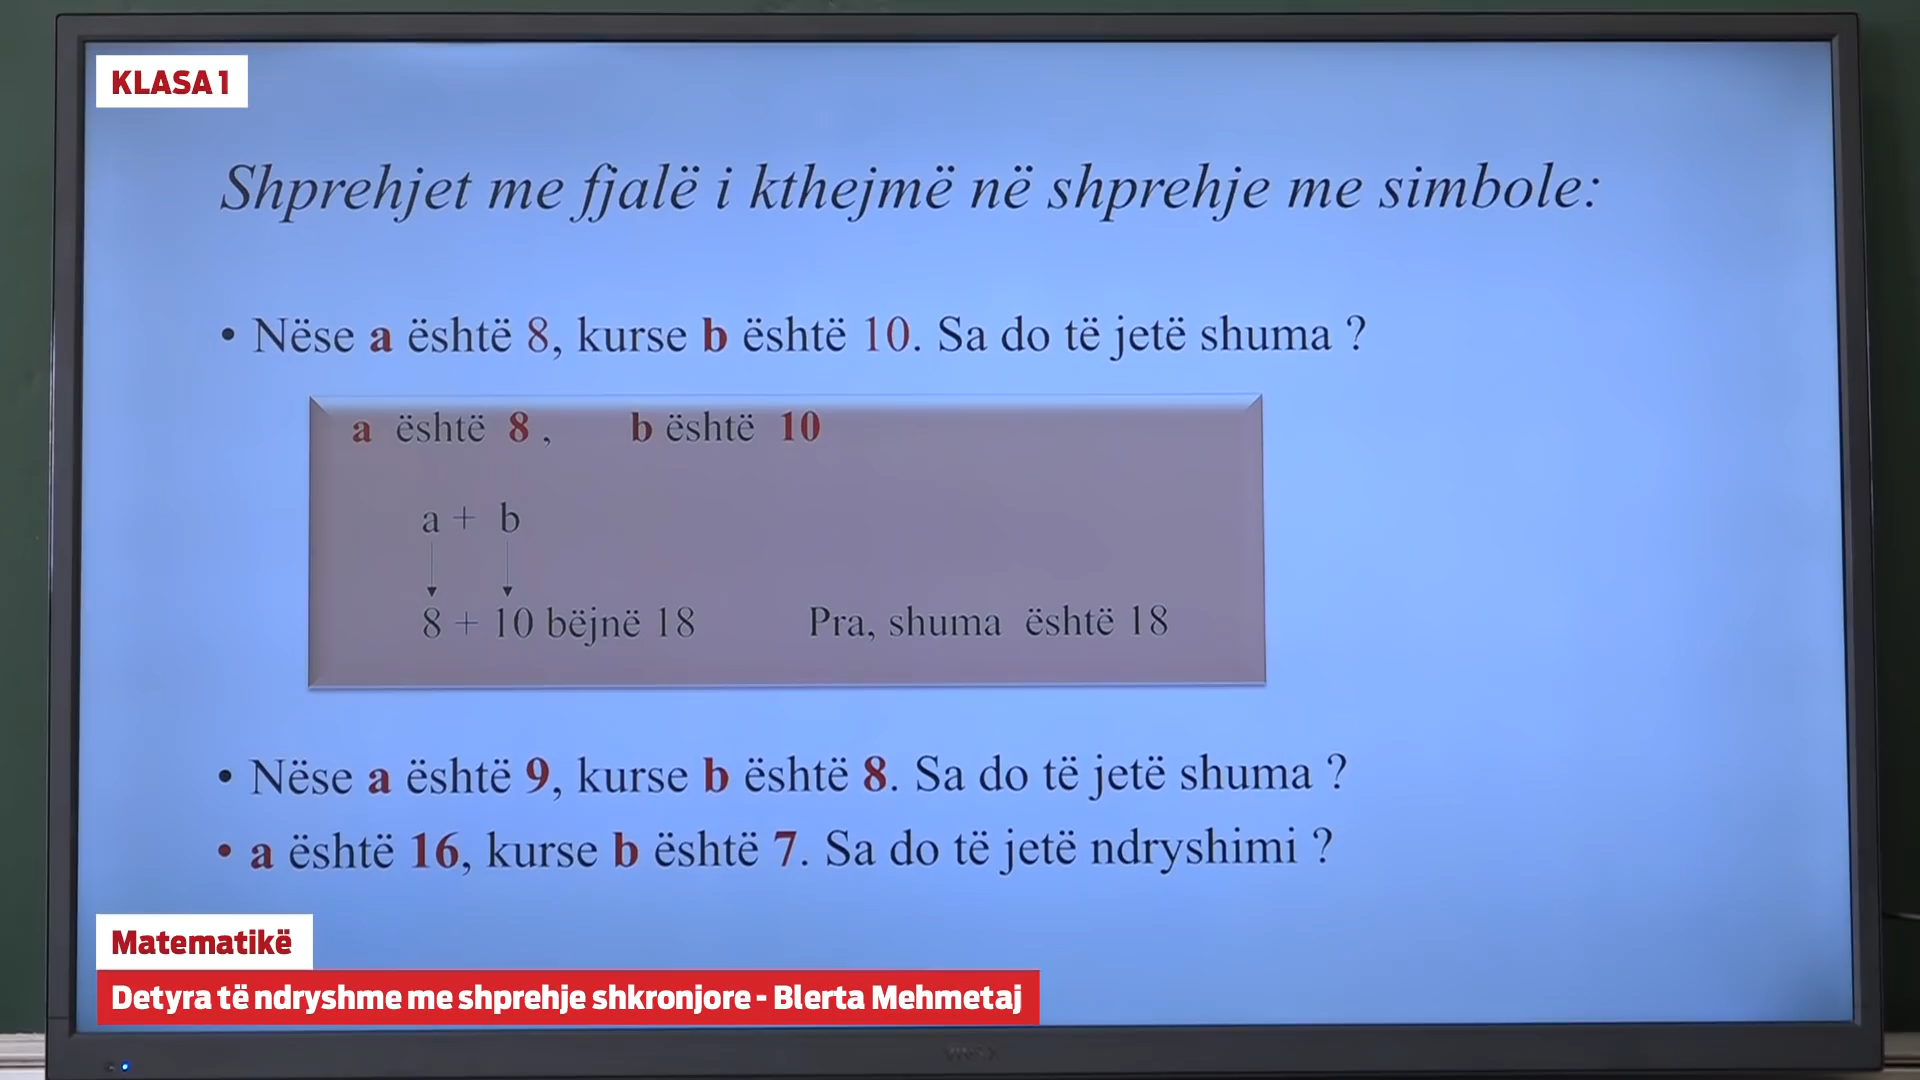 KLASA 1
Shprehjet me fjalë i kthejmë në shprehje me simbole:
• Nëse a është 8, kurse b është 10. Sa do të jetë shuma ?
a është 8 , b është 10
a + b
8 + 10 bëjnë 18 Pra, shuma është 18
• Nëse a është 9, kurse b është 8. Sa do të jetë shuma ?
• a është 16, kurse b është 7. Sa do të jetë ndryshimi ?
Matematikë
Detyra të ndryshme me shprehje shkronjore - Blerta Mehmetaj